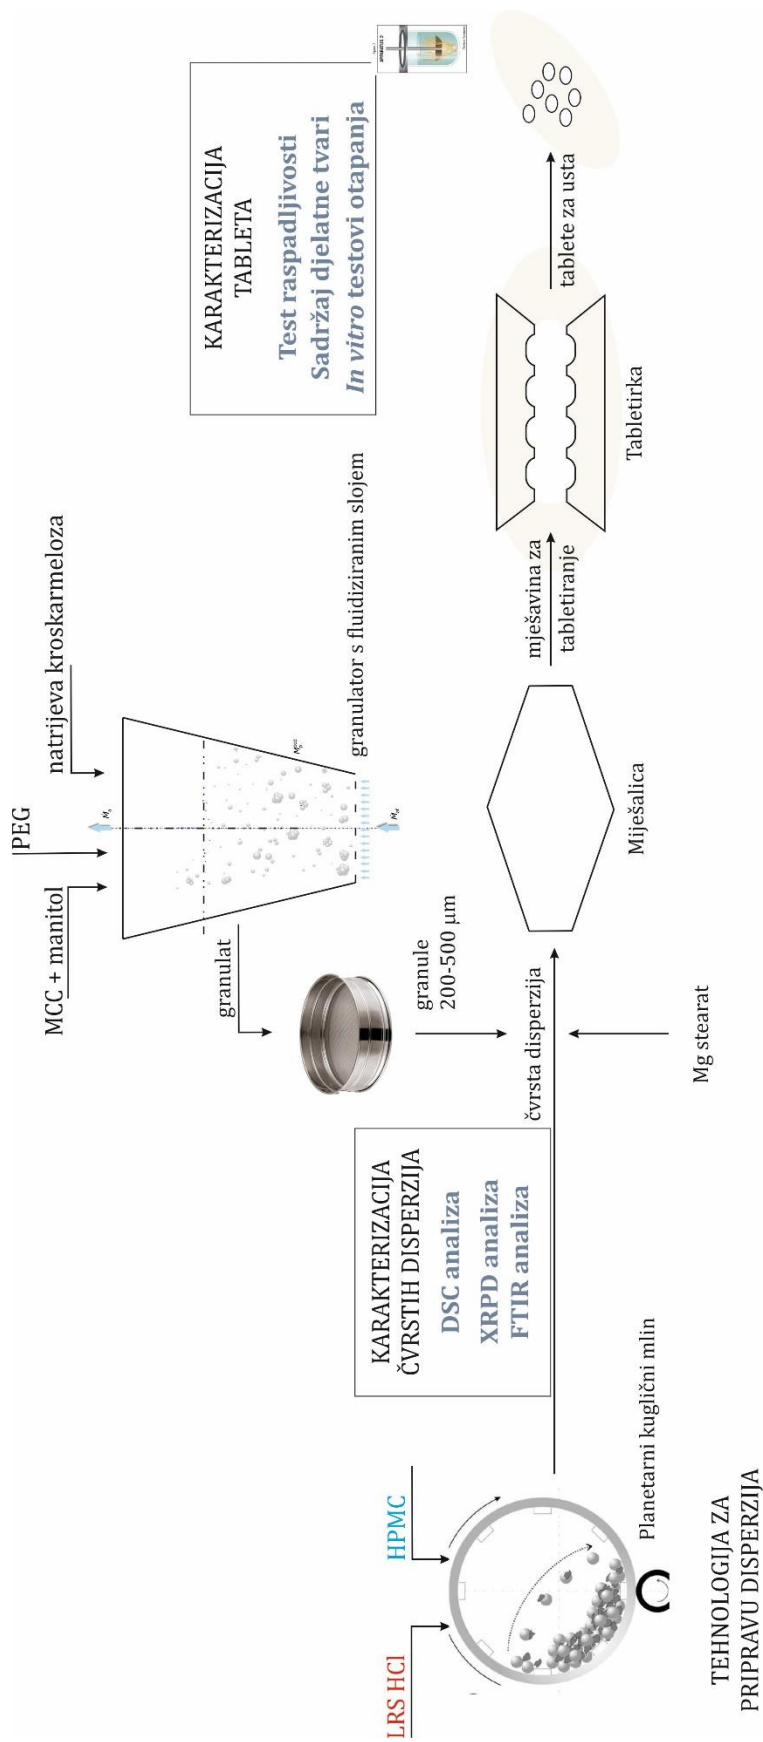 LRS HCl
HPMC
Planetarni kuglični mlin
TEHNOLOGIJA ZA
PRIPRAVU DISPERZIJA
KARAKTERIZACIJA
ČVRSTIH DISPERZIJA
DSC analiza
XRPD analiza
FTIR analiza
čvrsta disperzija
Mg stearat
MCC + manitol
PEG
natrijeva kroskarmeloza
granulator s fluidiziranim slojem
granulat
granule
200-500 µm
Miješalica
mješavina za
tabletiranje
Tabletirka
tablete za usta
KARAKTERIZACIJA
TABLETA
Test raspadljivosti
Sadržaj djelatne tvari
In vitro testovi otapanja
APPARATUS 2